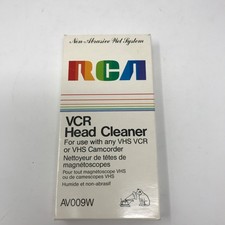 Non-Abrasive Wet System
RCA
VCR
Head Cleaner
For use with any VHS VCR
or VHS Camcorder
Nettoyeur de têtes de
magnétoscopes
Pour tout magnétoscope VHS
ou de camescopes VHS
Humide et non-abrasif
AV009W